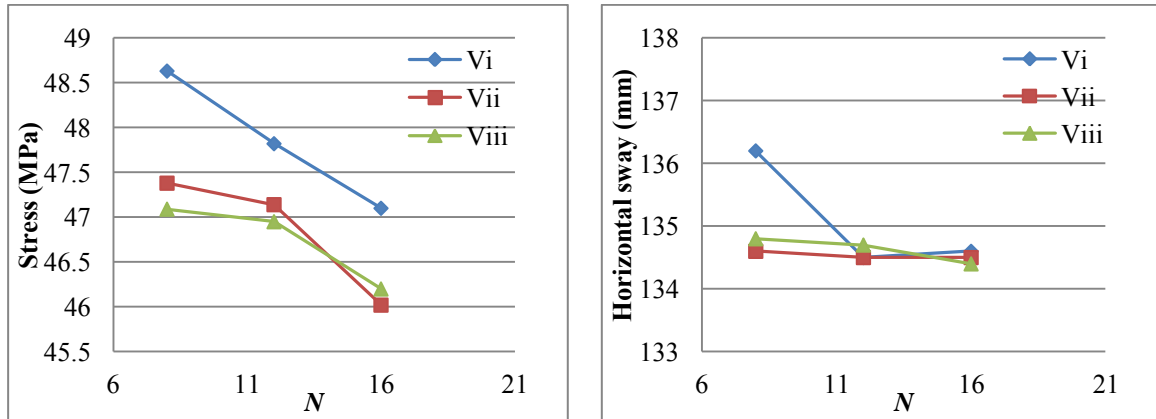 Stress (MPa)
49
48.5
48
47.5
47
46.5
46
45.5
6
11
16
21
N
Vi
Vii
Viii
Horizontal sway (mm)
138
137
136
135
134
133
6
11
16
21
N
Vi
Vii
Viii